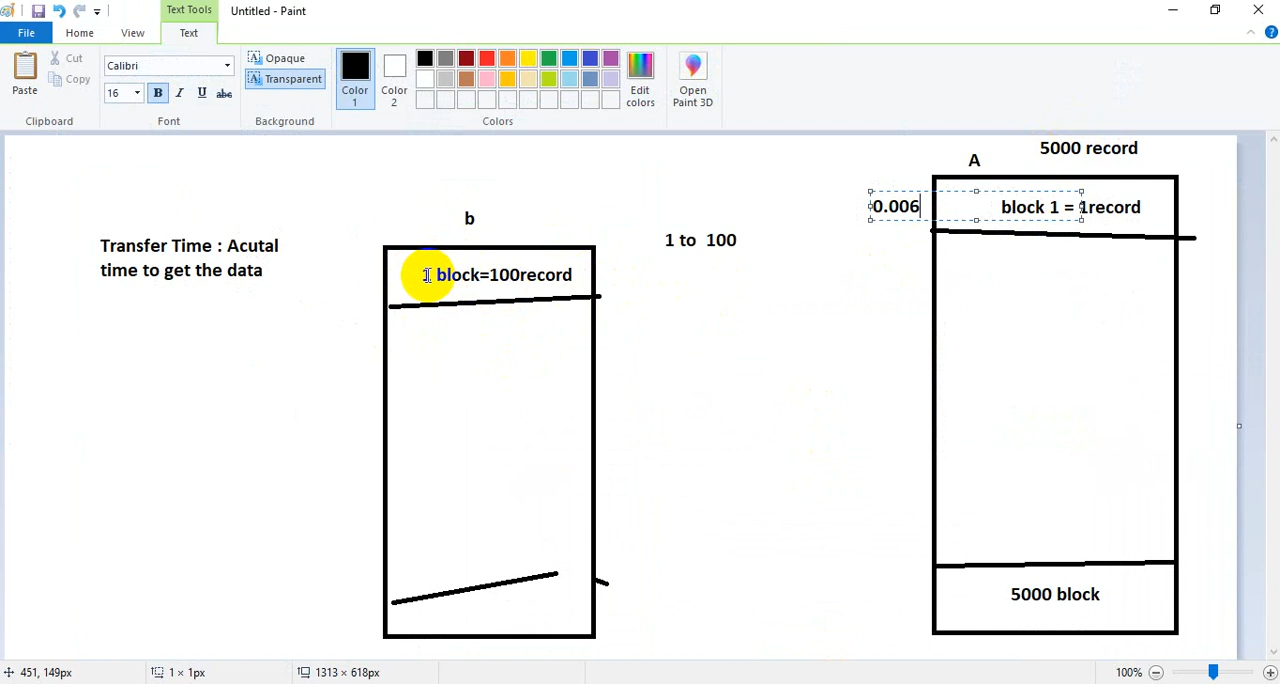 Text Tools
Untitled - Paint
File
Home
View
Text
Paste
Cut
Copy
Clipboard
Calibri
16
B
I
U
abc
Font
Opaque
Transparent
Background
Color
1
Color
2
Edit
colors
Colors
Open
Paint 3D
5000 record
A
0.006
block 1 = 1record
b
1 to 100
Transfer Time : Acutal
time to get the data
1 block=100record
5000 block
451, 149px
1 × 1px
1313 × 618px
100%